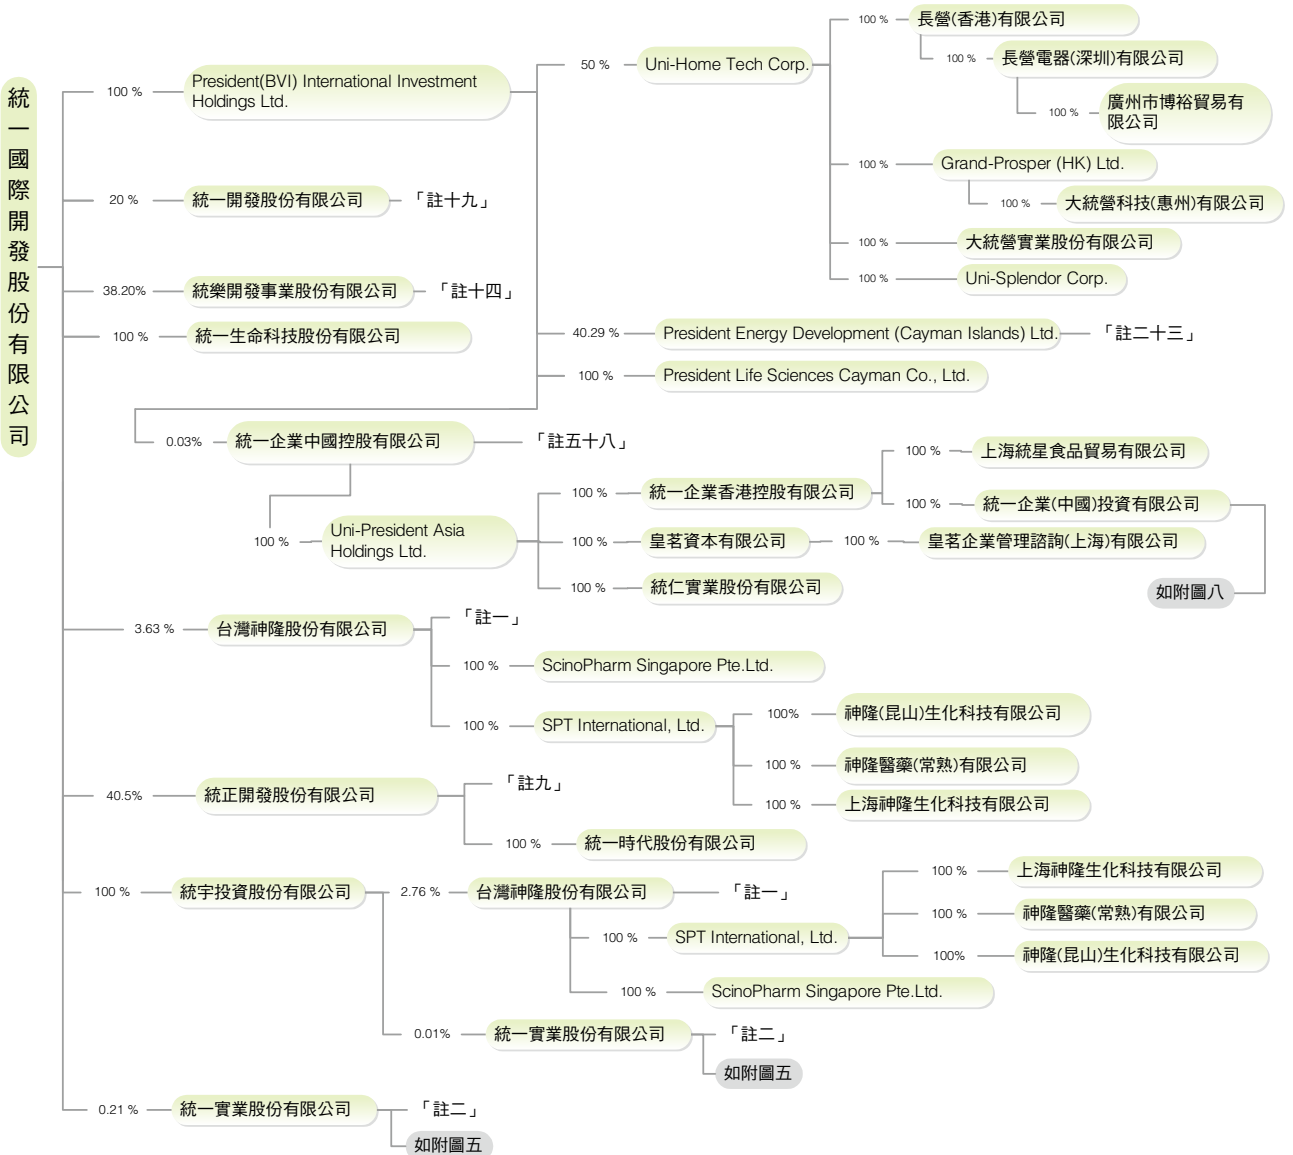 統一國際開發股份有限公司
100 %
President(BVI) International Investment
Holdings Ltd.
50 %
Uni-Home Tech Corp.
100 %
長營(香港)有限公司
100 %
長營電器(深圳)有限公司
100 %
廣州市博裕貿易有
限公司
100 %
Grand-Prosper (HK) Ltd.
100 %
大統營科技(惠州)有限公司
100 %
大統營實業股份有限公司
100 %
Uni-Splendor Corp.
40.29 %
President Energy Development (Cayman Islands) Ltd.
「註二十三」
100 %
President Life Sciences Cayman Co., Ltd.
0.03%
統一企業中國控股有限公司
「註五十八」
100 %
Uni-President Asia
Holdings Ltd.
100 %
統一企業香港控股有限公司
100 %
上海統星食品貿易有限公司
100 %
統一企業(中國)投資有限公司
如附圖八
100 %
皇茗資本有限公司
100 %
皇茗企業管理諮詢(上海)有限公司
100 %
統仁實業股份有限公司
20 %
統一開發股份有限公司
「註十九」
38.20%
統樂開發事業股份有限公司
「註十四」
100 %
統一生命科技股份有限公司
3.63 %
台灣神隆股份有限公司
「註一」
100 %
ScinoPharm Singapore Pte.Ltd.
100 %
SPT International, Ltd.
100%
神隆(昆山)生化科技有限公司
100 %
神隆醫藥(常熟)有限公司
100 %
上海神隆生化科技有限公司
40.5%
統正開發股份有限公司
「註九」
100 %
統一時代股份有限公司
100 %
統宇投資股份有限公司
2.76 %
台灣神隆股份有限公司
「註一」
100 %
SPT International, Ltd.
100 %
上海神隆生化科技有限公司
100 %
神隆醫藥(常熟)有限公司
100%
神隆(昆山)生化科技有限公司
100 %
ScinoPharm Singapore Pte.Ltd.
0.01%
統一實業股份有限公司
「註二」
如附圖五
0.21 %
統一實業股份有限公司
「註二」
如附圖五